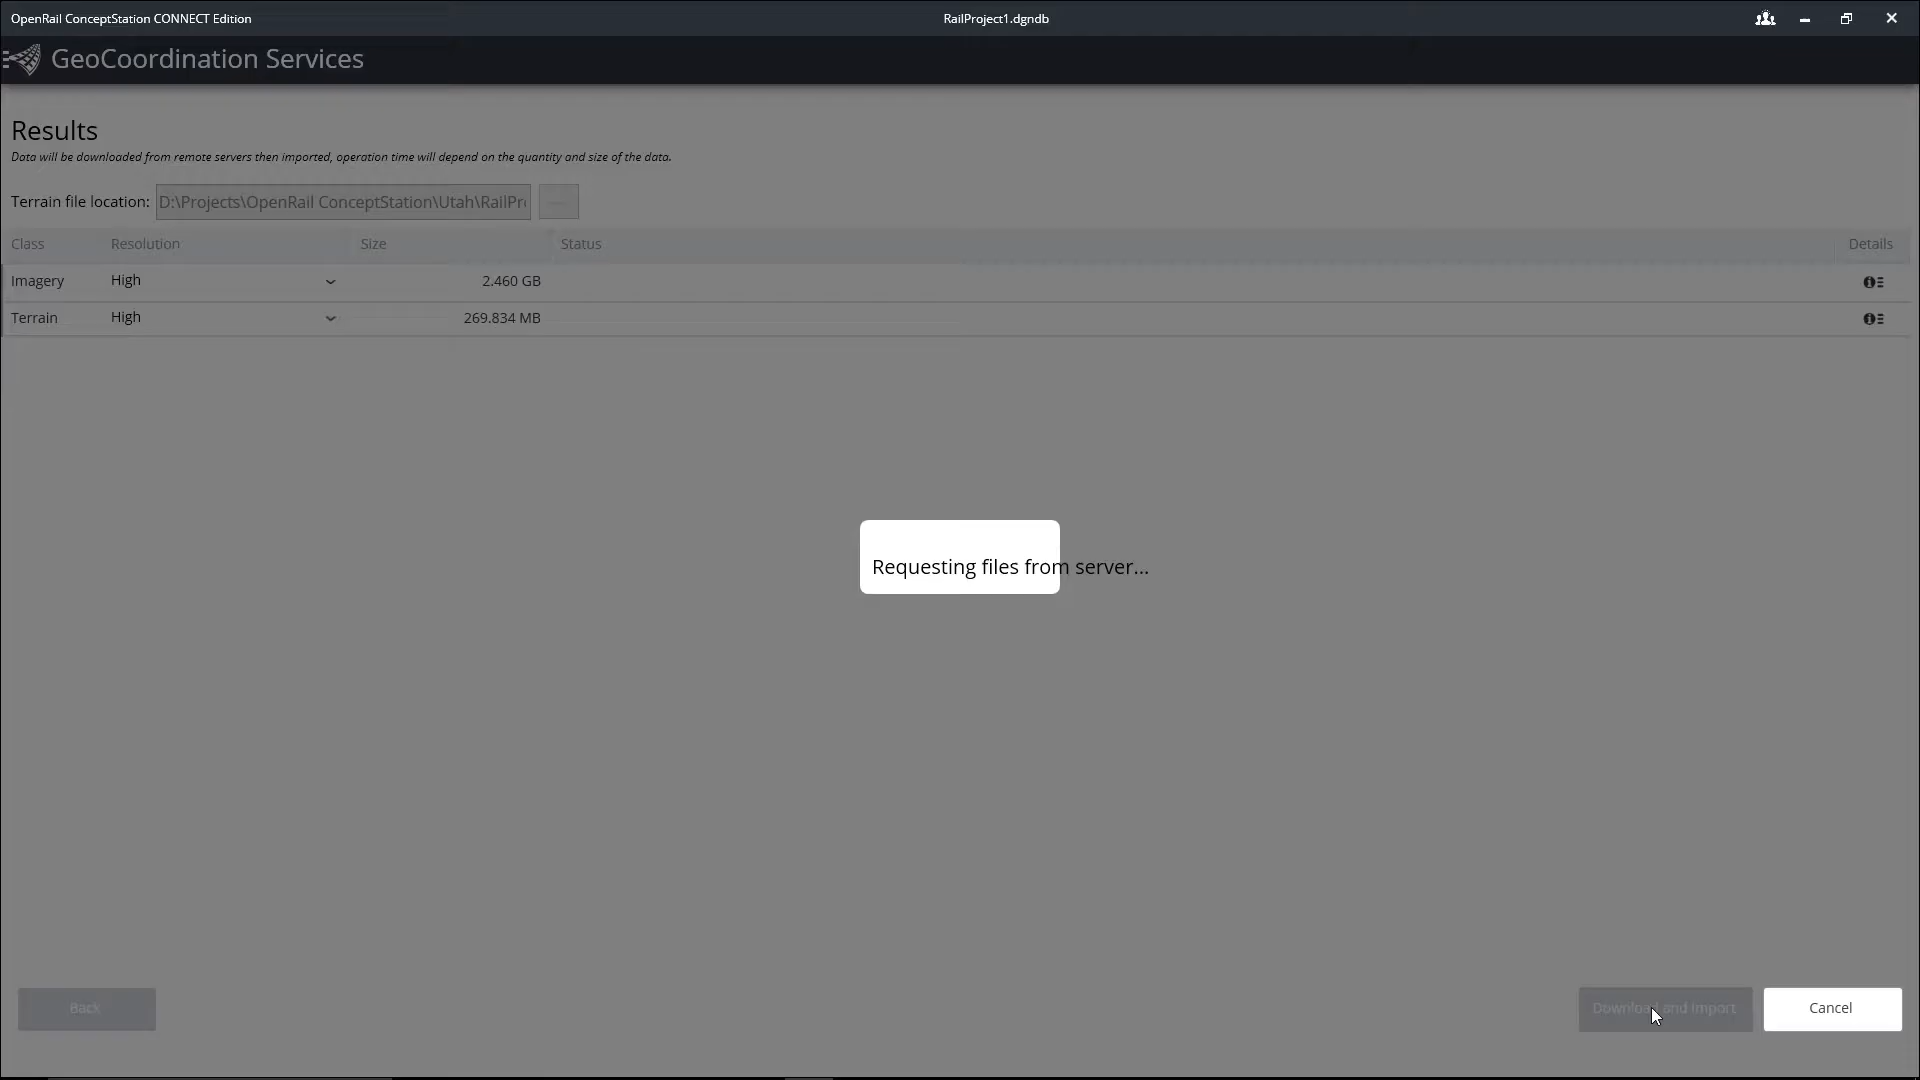 OpenRail ConceptStation CONNECT Edition
RailProject1.dgndb
GeoCoordination Services
Results
Data will be downloaded from remote servers then imported, operation time will depend on the quantity and size of the data.
Terrain file location: D:\Projects\OpenRail ConceptStation\Utah\RailPr
Class Resolution Size Status Details
Imagery High 2.460 GB
Terrain High 269.834 MB
Requesting files from server...
Back
Download and Import
Cancel